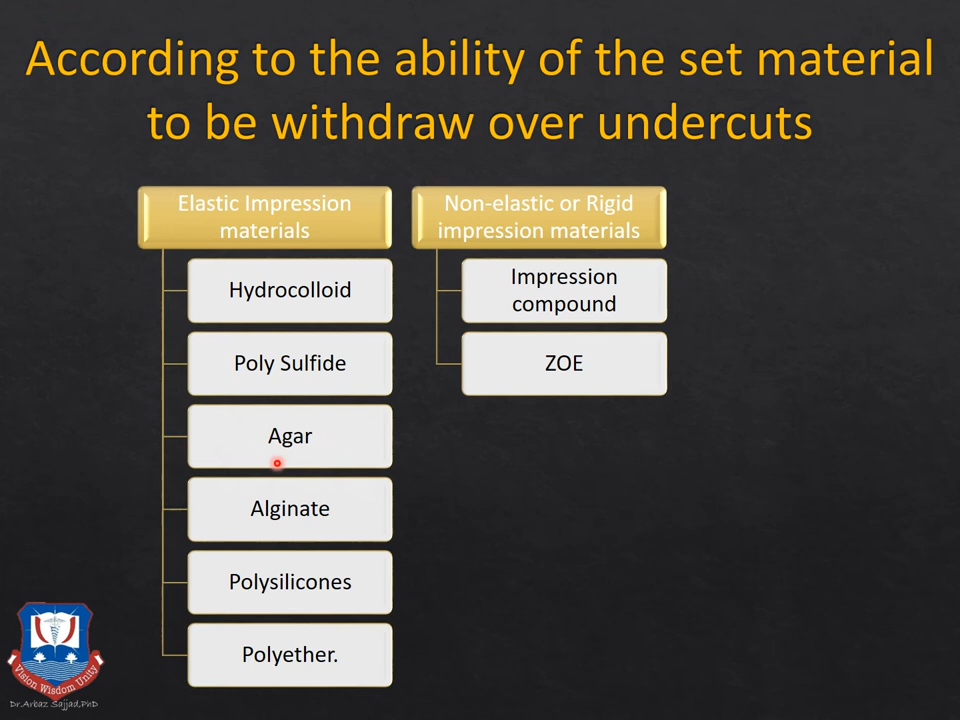 According to the ability of the set material
to be withdraw over undercuts
Elastic Impression
materials
Hydrocolloid
Poly Sulfide
Agar
Alginate
Polysilicones
Polyether.
Non-elastic or Rigid
impression materials
Impression
compound
ZOE
Vision Wisdom Unity
Dr.Arbaz Sajjad,PhD